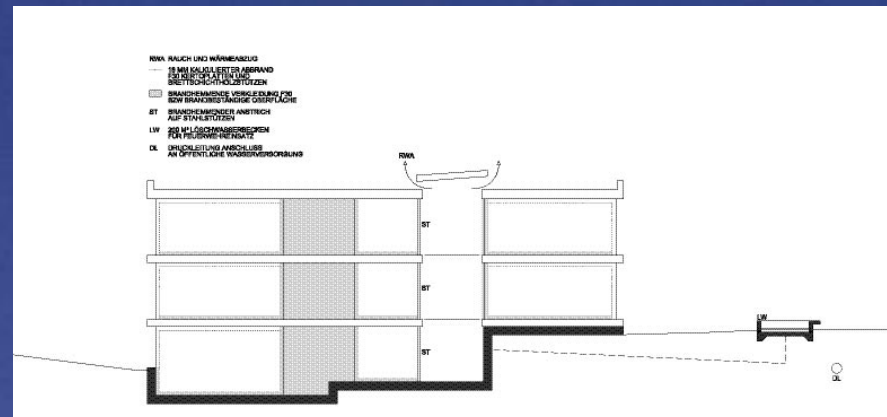 RWA RAUCH UND WÄRMEABZUG
18 MM KALKULIERTER ABBRAND
F30 KERTOPLATTEN UND
BRETTSCHICHTHOLZSTÜTZEN
BRANDHEMMENDE VERKLEIDUNG F30
BZW BRANDBESTÄNDIGE OBERFLÄCHE
ST BRANDHEMMENDER ANSTRICH
AUF STAHLSTÜTZEN
LW 200 M³ LÖSCHWASSERBECKEN
FÜR FEUERWEHREINSATZ
DL DRUCKLEITUNG ANSCHLUSS
AN ÖFFENTLICHE WASSERVERSORGUNG
RWA
ST
ST
LW
ST
DL